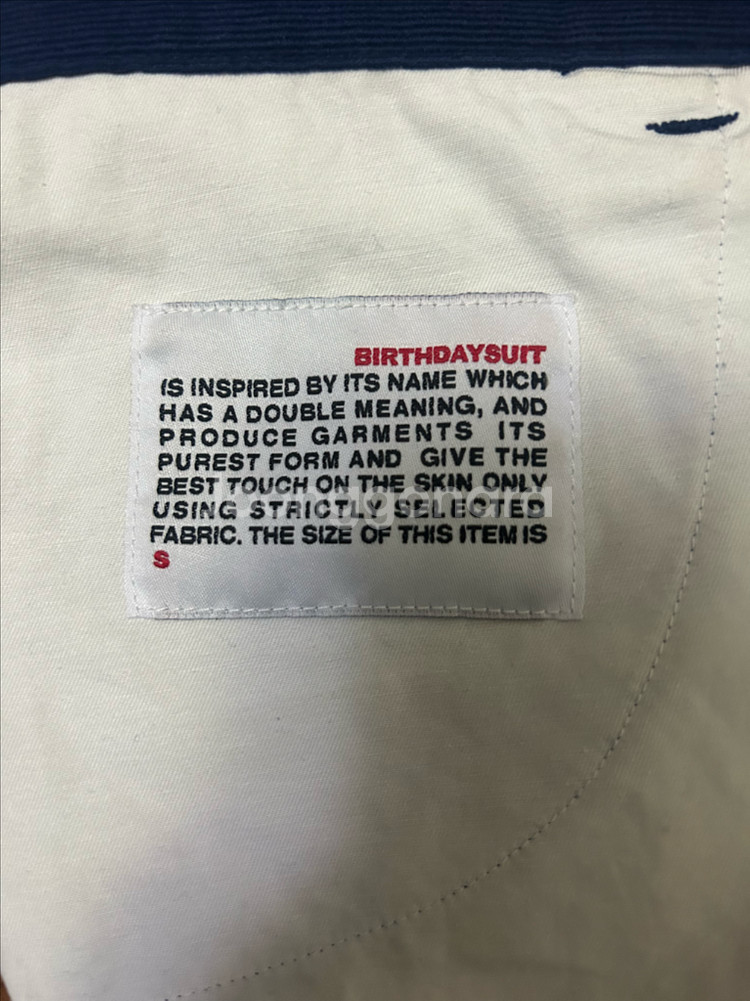 BIRTHDAYSUIT
IS INSPIRED BY ITS NAME WHICH
HAS A DOUBLE MEANING, AND
PRODUCE GARMENTS ITS
PUREST FORM AND GIVE THE
BEST TOUCH ON THE SKIN ONLY
USING STRICTLY SELECTED
FABRIC. THE SIZE OF THIS ITEM IS
S